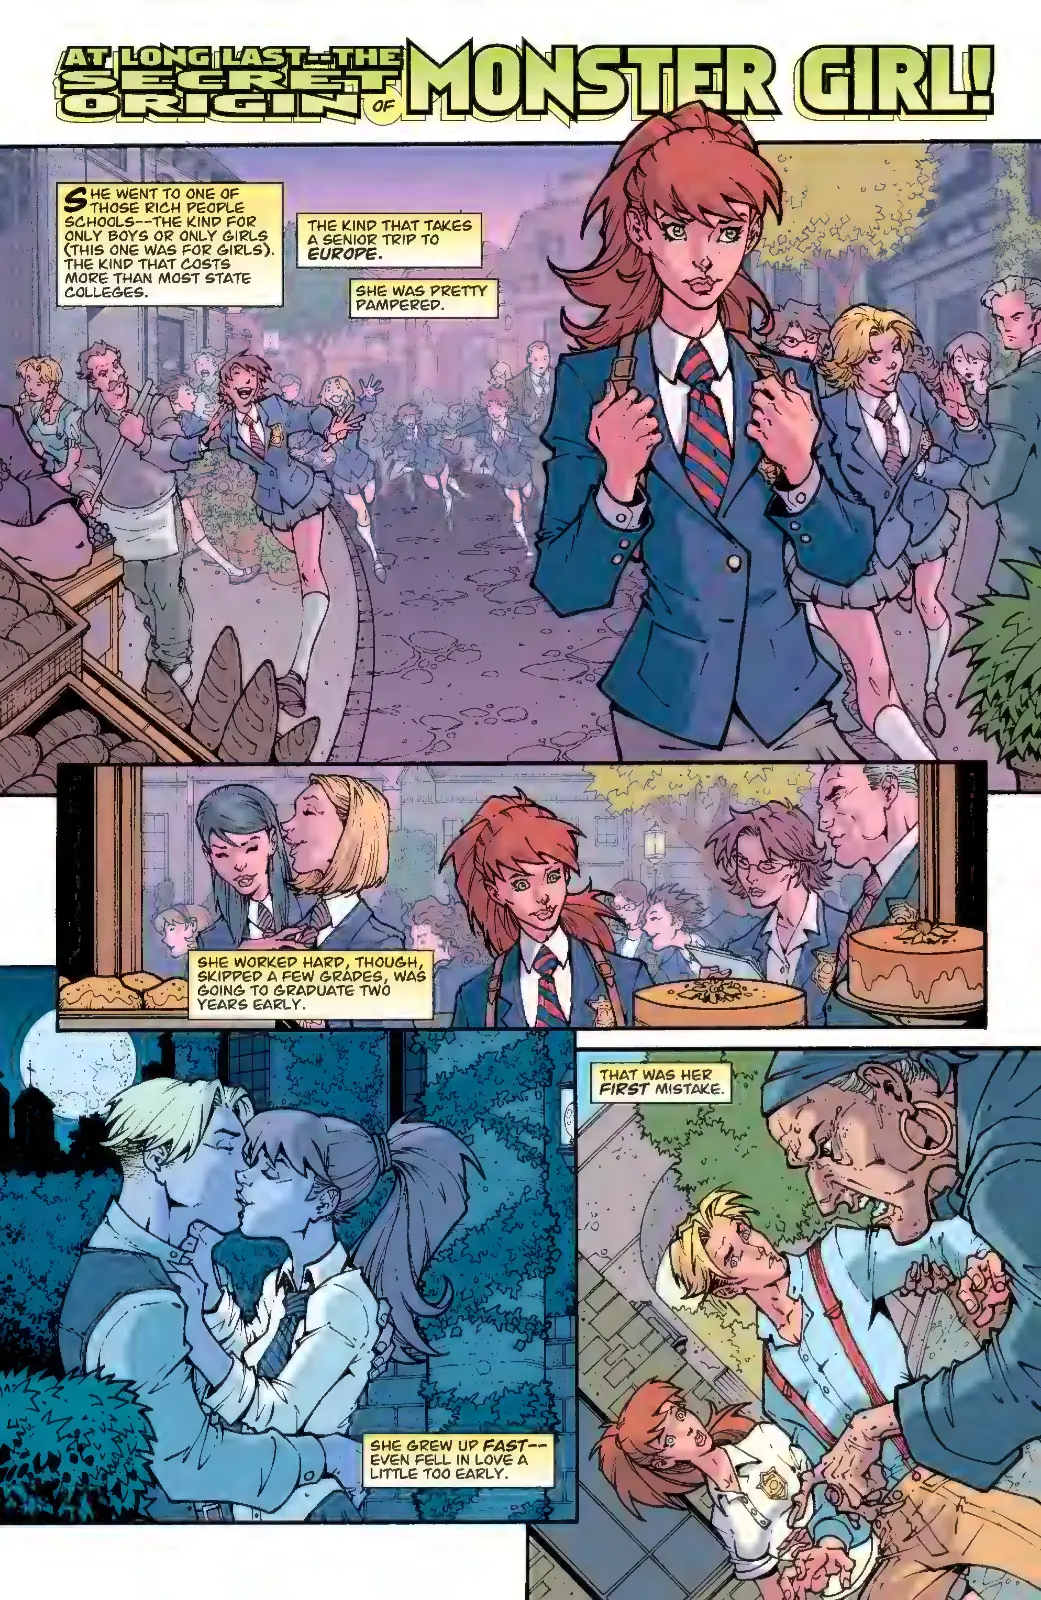 AT LONG LAST--THE
SECRET
ORIGIN OF MONSTER GIRL!
SHE WENT TO ONE OF
THOSE RICH PEOPLE
SCHOOLS--THE KIND FOR
ONLY BOYS OR ONLY GIRLS
(THIS ONE WAS FOR GIRLS).
THE KIND THAT COSTS
MORE THAN MOST STATE
COLLEGES.
THE KIND THAT TAKES
A SENIOR TRIP TO
EUROPE.
SHE WAS PRETTY
PAMPERED.
SHE WORKED HARD, THOUGH,
SKIPPED A FEW GRADES, WAS
GOING TO GRADUATE TWO
YEARS EARLY.
SHE GREW UP FAST--
EVEN FELL IN LOVE A
LITTLE TOO EARLY.
THAT WAS HER
FIRST MISTAKE.